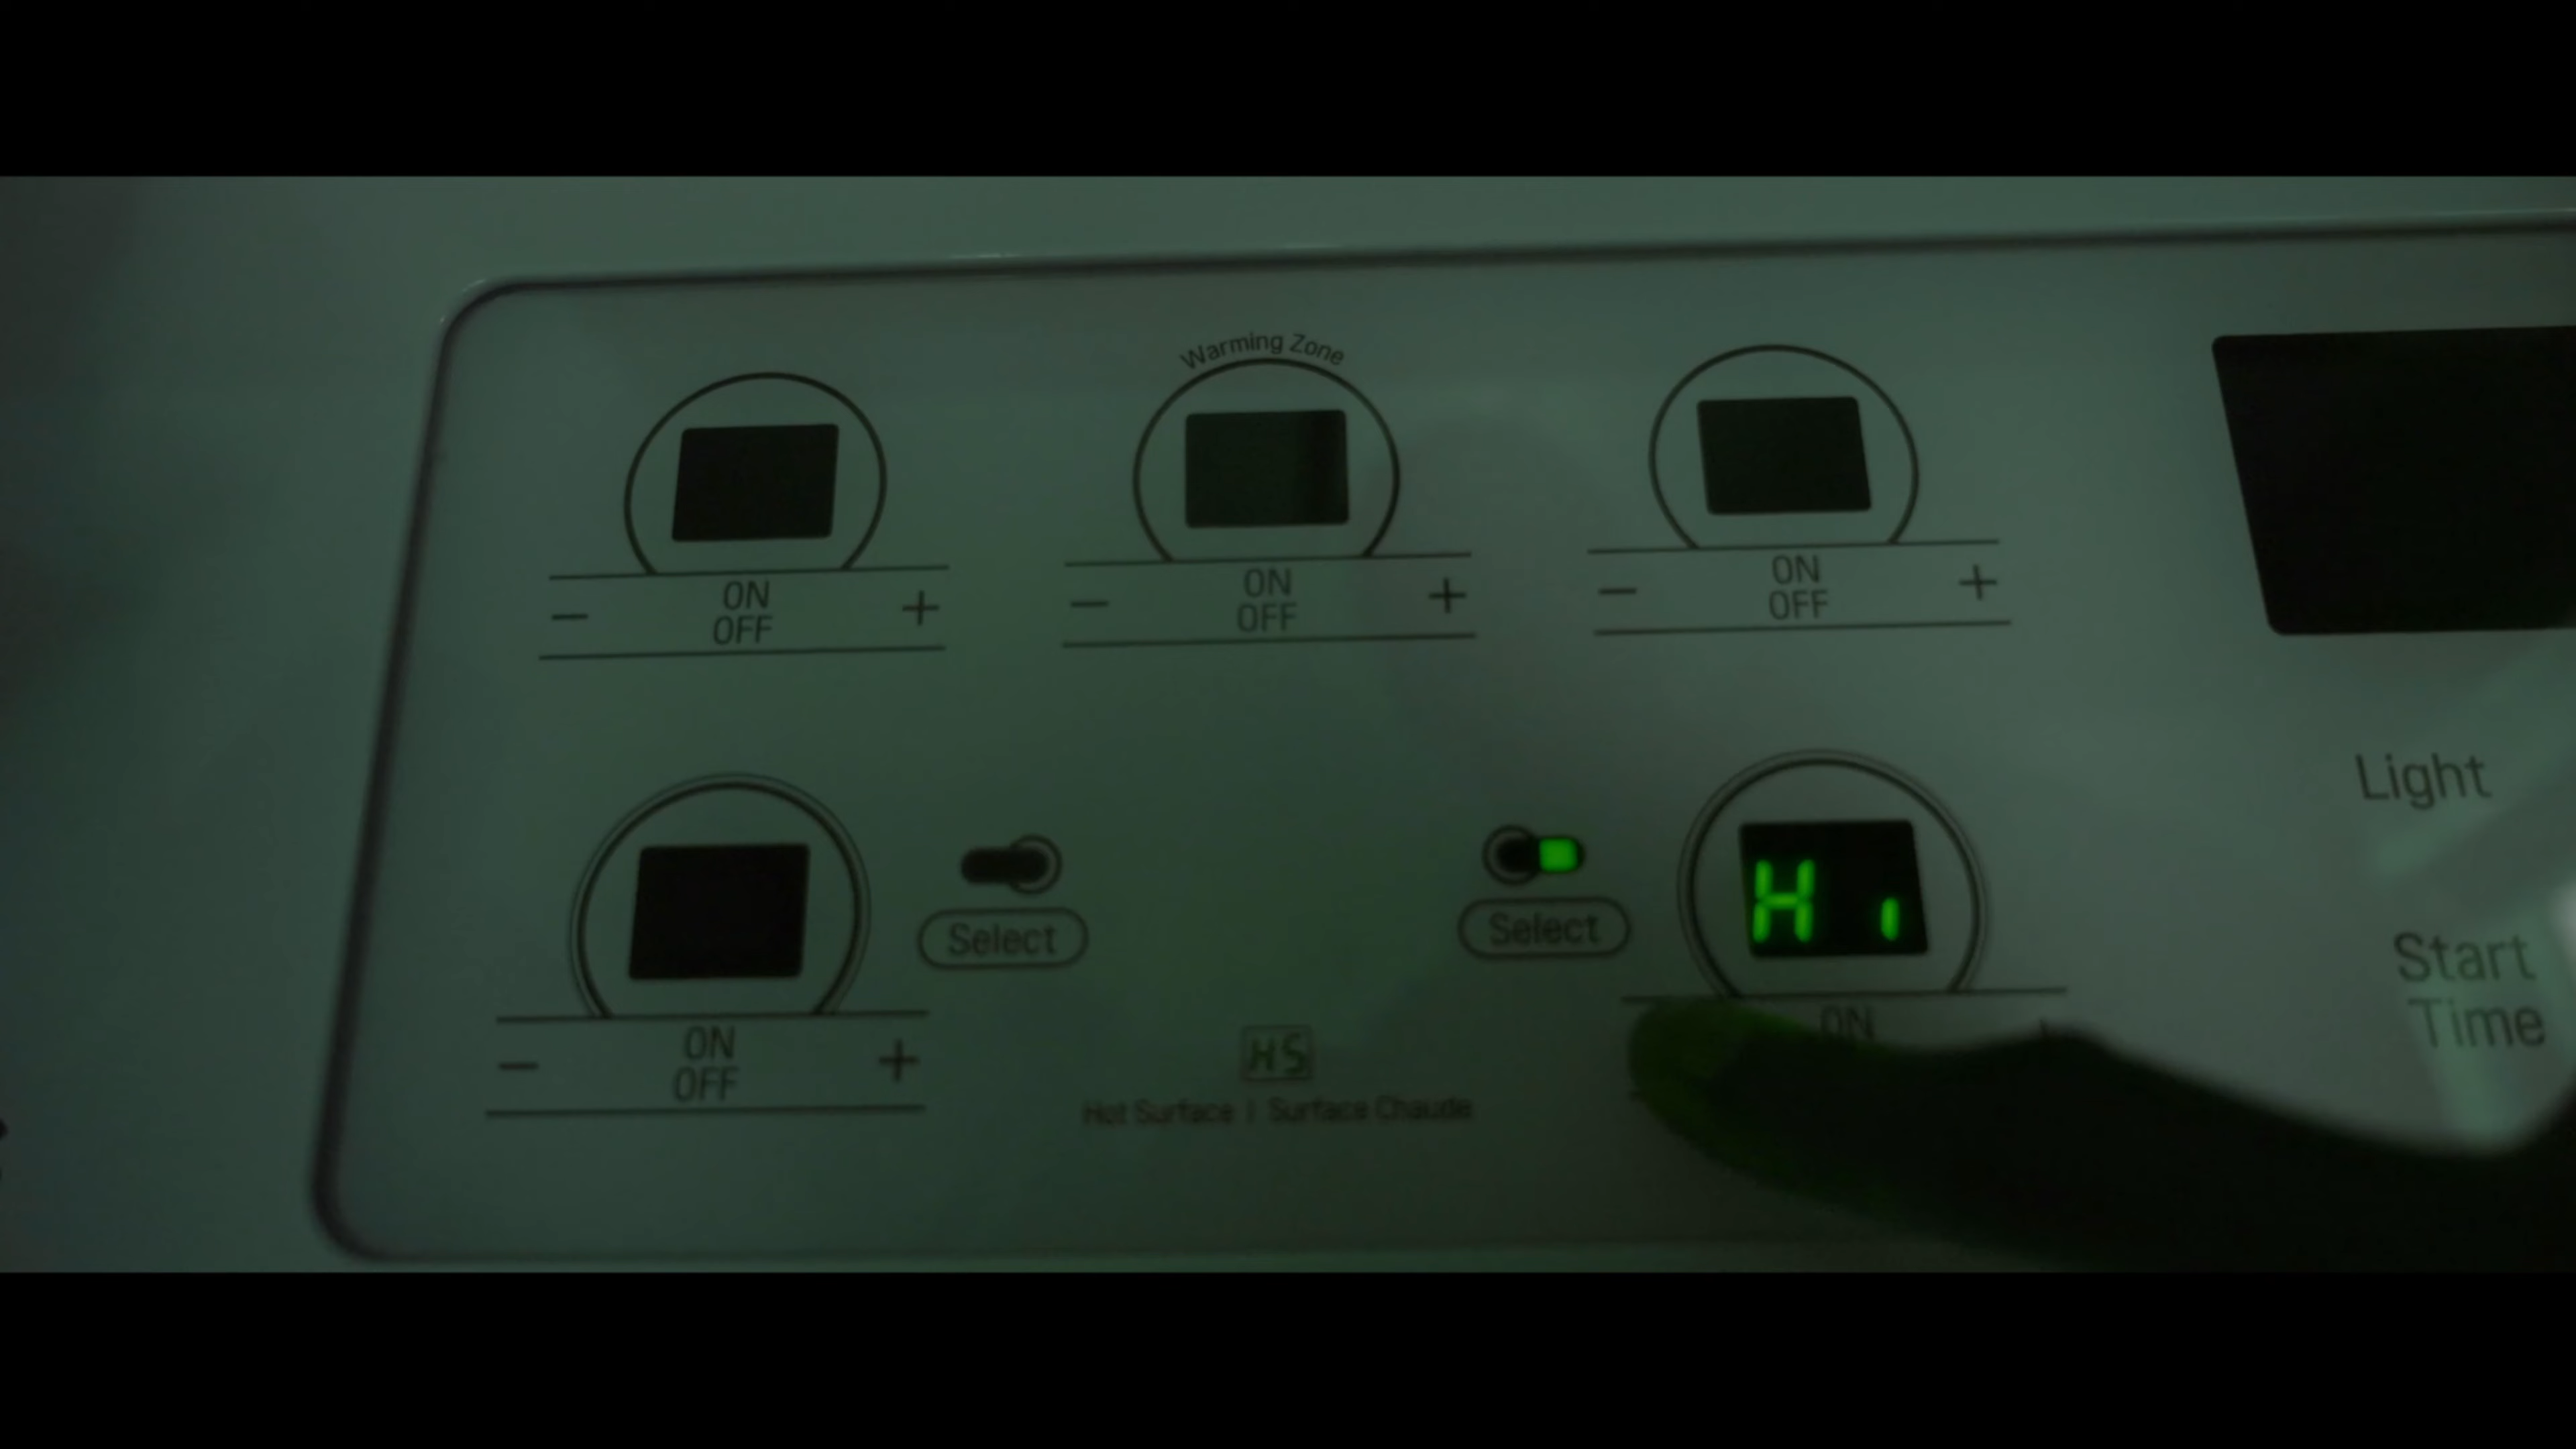 Warming Zone
ON
OFF
- +
ON
OFF
- +
ON
OFF
- +
Light
Select
Select
Hi
Start
Time
ON
OFF
- +
ON
HS
Hot Surface | Surface Chaude